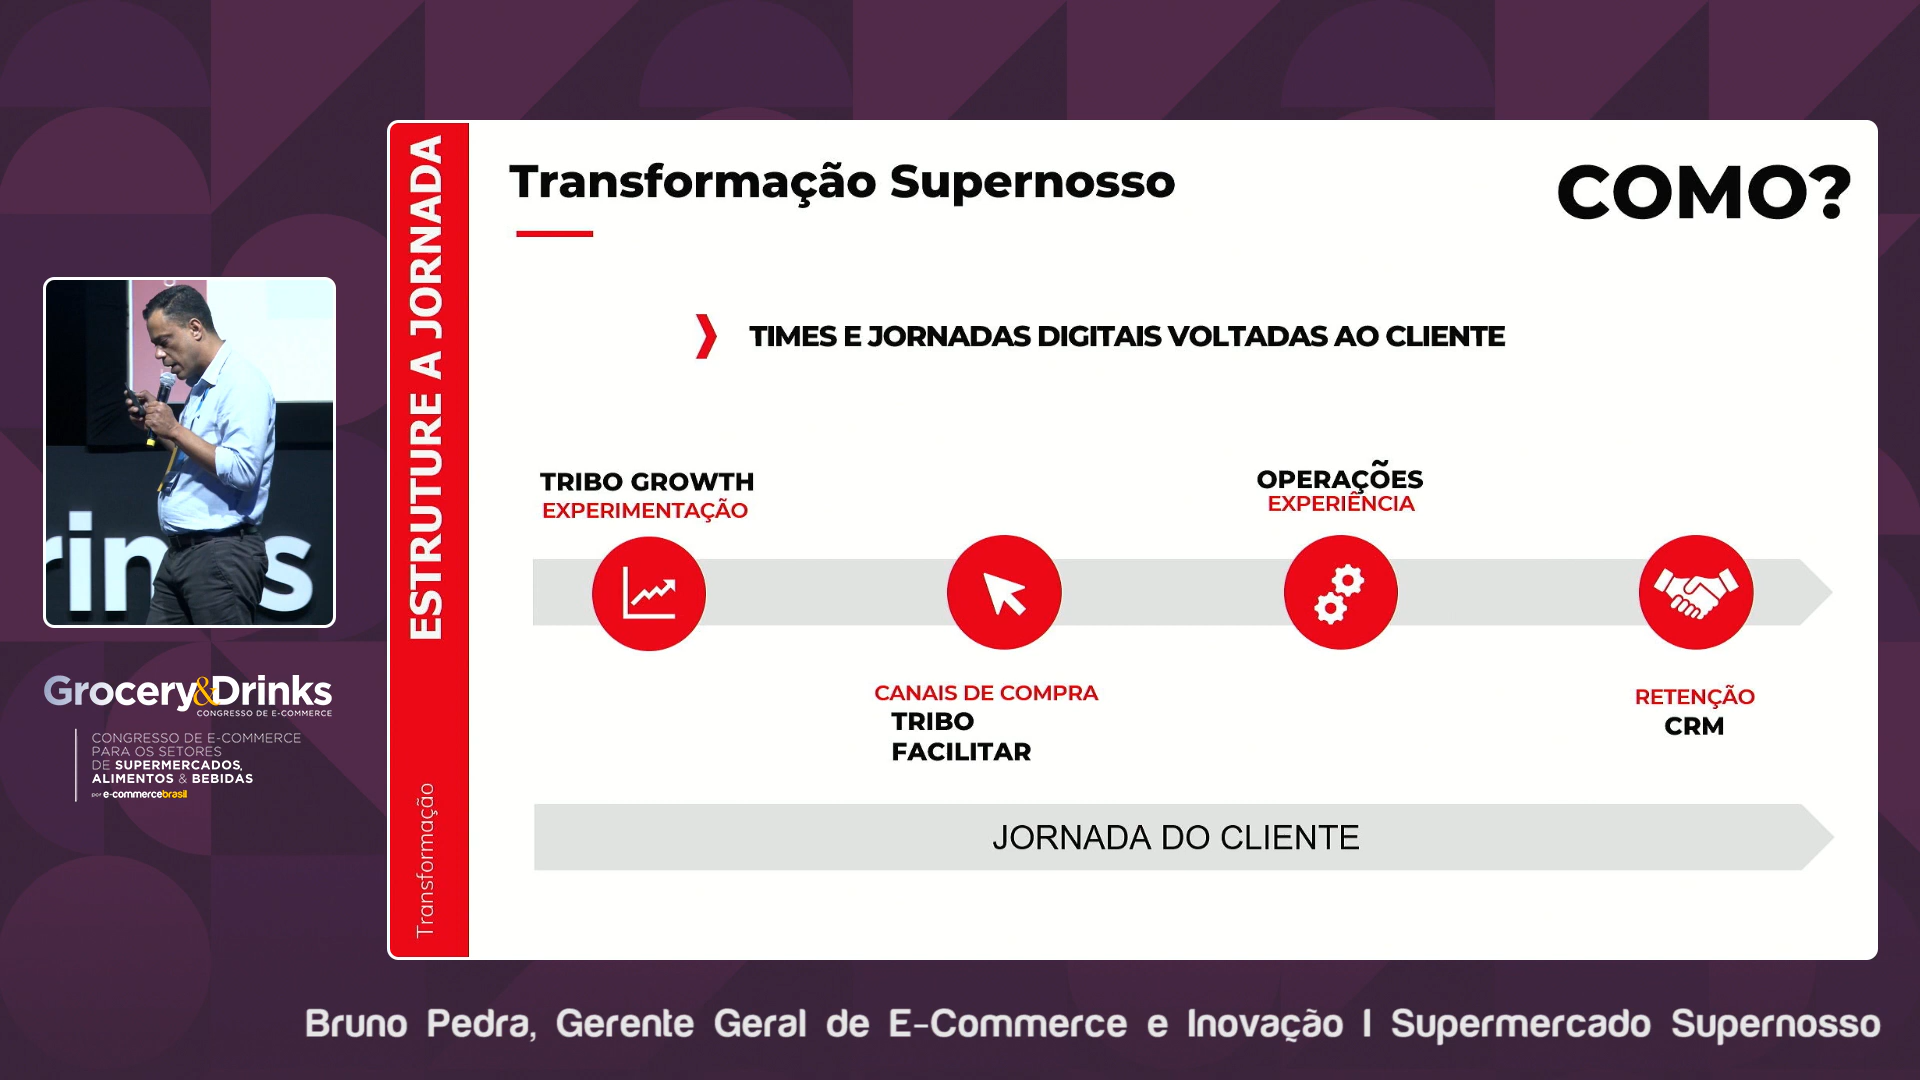 ESTRUTURE A JORNADA
Transformação
Transformação Supernosso
COMO?
TIMES E JORNADAS DIGITAIS VOLTADAS AO CLIENTE
TRIBO GROWTH
EXPERIMENTAÇÃO
CANAIS DE COMPRA
TRIBO
FACILITAR
OPERAÇÕES
EXPERIÊNCIA
RETENÇÃO
CRM
JORNADA DO CLIENTE
Grocery&Drinks
CONGRESSO DE E-COMMERCE
CONGRESSO DE E-COMMERCE
PARA OS SETORES
DE SUPERMERCADOS,
ALIMENTOS & BEBIDAS
por e-commercebrasil
Bruno Pedra, Gerente Geral de E-Commerce e Inovação | Supermercado Supernosso